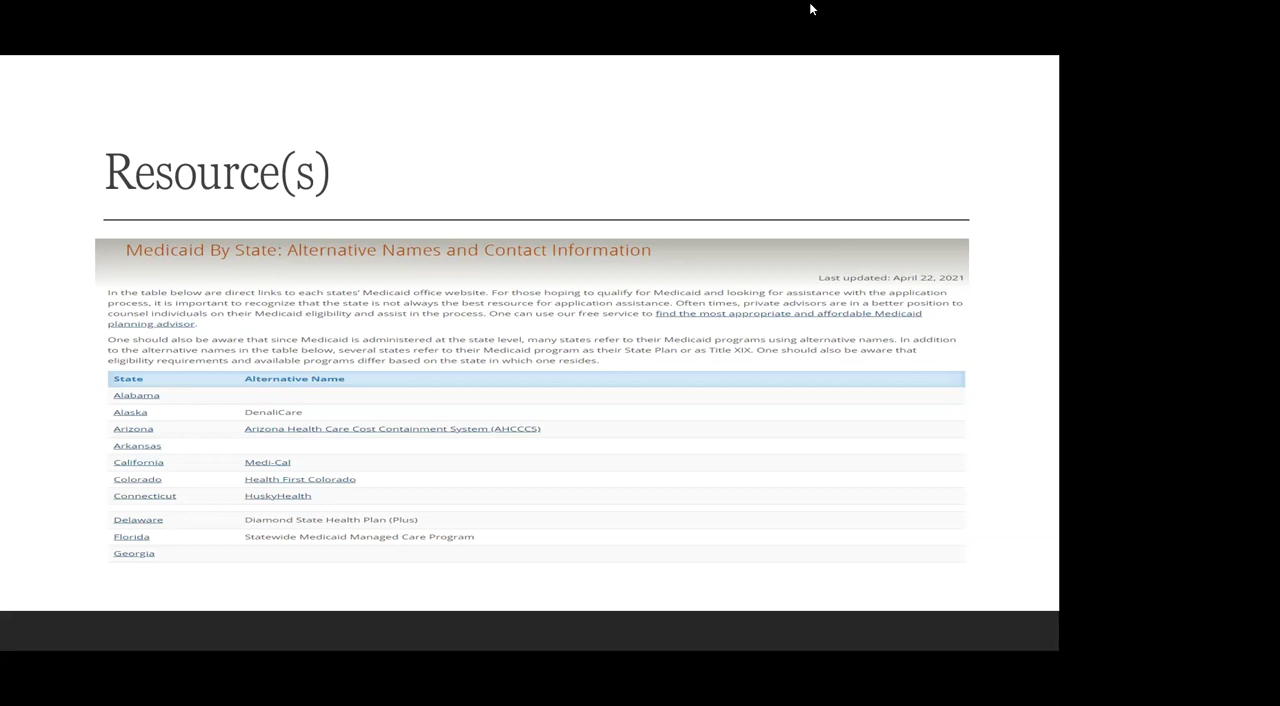 Resource(s)
Medicaid By State: Alternative Names and Contact Information
Last updated: April 22, 2021
In the table below are direct links to each states' Medicaid office website. For those hoping to qualify for Medicaid and looking for assistance with the application
process, it is important to recognize that the state is not always the best resource for application assistance. Often times, private advisors are in a better position to
counsel individuals on their Medicaid eligibility and assist in the process. One can use our free service to find the most appropriate and affordable Medicaid
planning advisor.
One should also be aware that since Medicaid is administered at the state level, many states refer to their Medicaid programs using alternative names. In addition
to the alternative names in the table below, several states refer to their Medicaid program as their State Plan or as Title XIX. One should also be aware that
eligibility requirements and available programs differ based on the state in which one resides.
State Alternative Name
Alabama
Alaska DenaliCare
Arizona Arizona Health Care Cost Containment System (AHCCCS)
Arkansas
California Medi-Cal
Colorado Health First Colorado
Connecticut HuskyHealth
Delaware Diamond State Health Plan (Plus)
Florida Statewide Medicaid Managed Care Program
Georgia